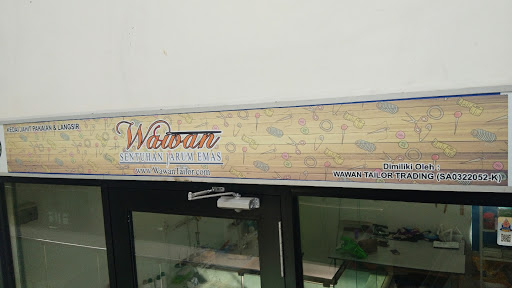 KEDAI JAHIT PAKAIAN & LANGSIR
Wawan
SENTUHAN JARUM EMAS
www.WawanTailor.com
Dimiliki Oleh :
WAWAN TAILOR TRADING (SA0322052-K)